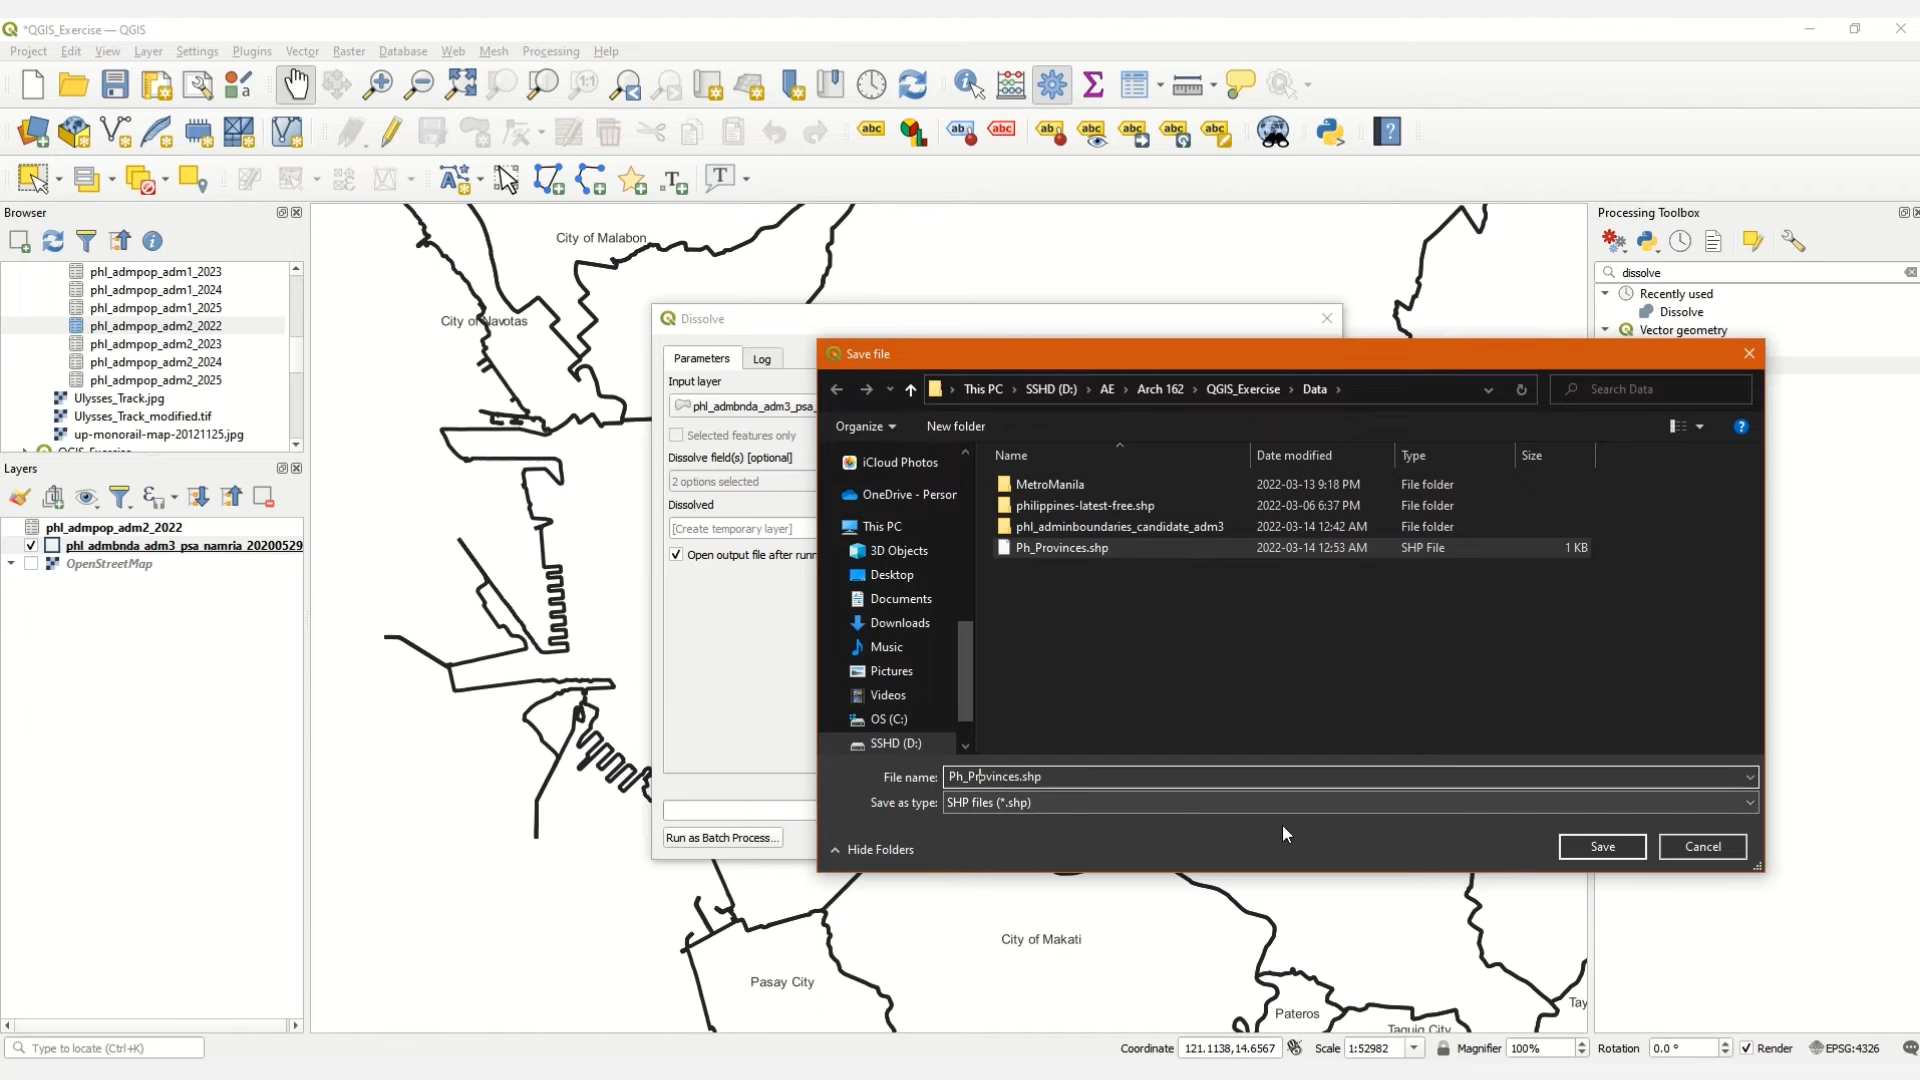 *QGIS_Exercise — QGIS
Project Edit View Layer Settings Plugins Vector Raster Database Web Mesh Processing Help
Browser
phl_admpop_adm1_2023
phl_admpop_adm1_2024
phl_admpop_adm1_2025
phl_admpop_adm2_2022
phl_admpop_adm2_2023
phl_admpop_adm2_2024
phl_admpop_adm2_2025
Ulysses_Track.jpg
Ulysses_Track_modified.tif
up-monorail-map-20121125.jpg
Layers
phl_admpop_adm2_2022
phl_admbnda_adm3_psa_namria_20200529
OpenStreetMap
City of Malabon
City of Navotas
City of Makati
Pasay City
Pateros
Taguig City
Tay
Dissolve
Parameters Log
Input layer
phl_admbnda_adm3_psa_
Selected features only
Dissolve field(s) [optional]
2 options selected
Dissolved
[Create temporary layer]
Open output file after runn
Run as Batch Process...
Save file
This PC SSHD (D:) AE Arch 162 QGIS_Exercise Data
Search Data
Organize New folder
iCloud Photos
OneDrive - Person
This PC
3D Objects
Desktop
Documents
Downloads
Music
Pictures
Videos
OS (C:)
SSHD (D:)
Name Date modified Type Size
MetroManila 2022-03-13 9:18 PM File folder
philippines-latest-free.shp 2022-03-06 6:37 PM File folder
phl_adminboundaries_candidate_adm3 2022-03-14 12:42 AM File folder
Ph_Provinces.shp 2022-03-14 12:53 AM SHP File 1 KB
File name: Ph_Provinces.shp
Save as type: SHP files (*.shp)
Hide Folders
Save Cancel
Processing Toolbox
dissolve
Recently used
Dissolve
Vector geometry
Type to locate (Ctrl+K)
Coordinate 121.1138,14.6567 Scale 1:52982 Magnifier 100% Rotation 0.0 ° Render EPSG:4326